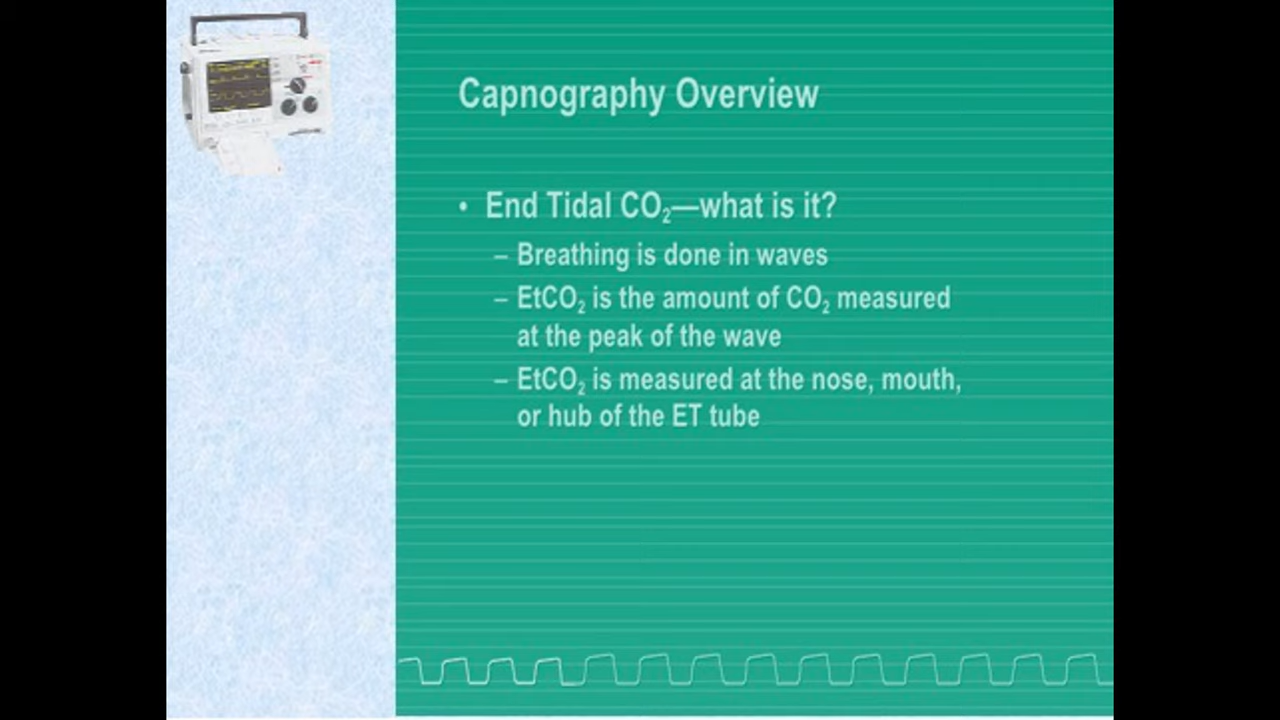 Capnography Overview
• End Tidal CO₂—what is it?
– Breathing is done in waves
– EtCO₂ is the amount of CO₂ measured
at the peak of the wave
– EtCO₂ is measured at the nose, mouth,
or hub of the ET tube